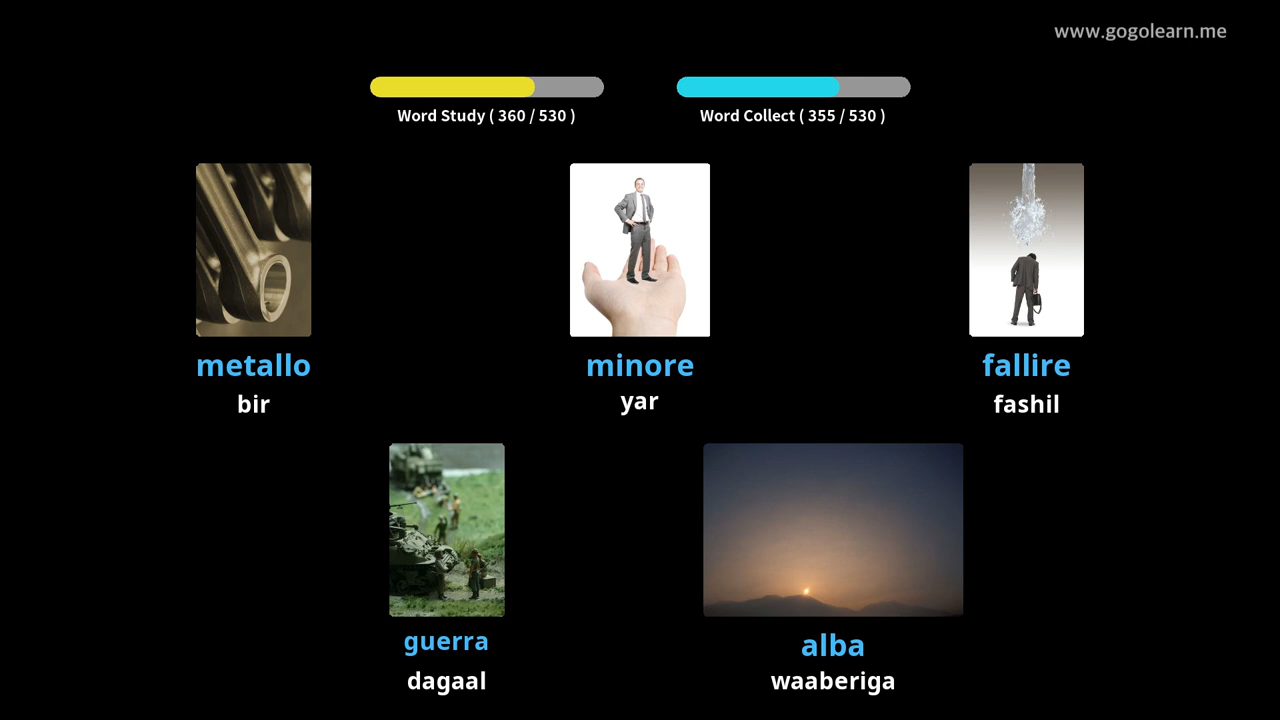 www.gogolearn.me
Word Study ( 360 / 530 )
Word Collect ( 355 / 530 )
metallo
bir
minore
yar
fallire
fashil
guerra
dagaal
alba
waaberiga